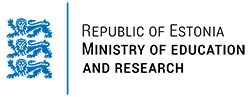 Republic of Estonia
Ministry of education
and research